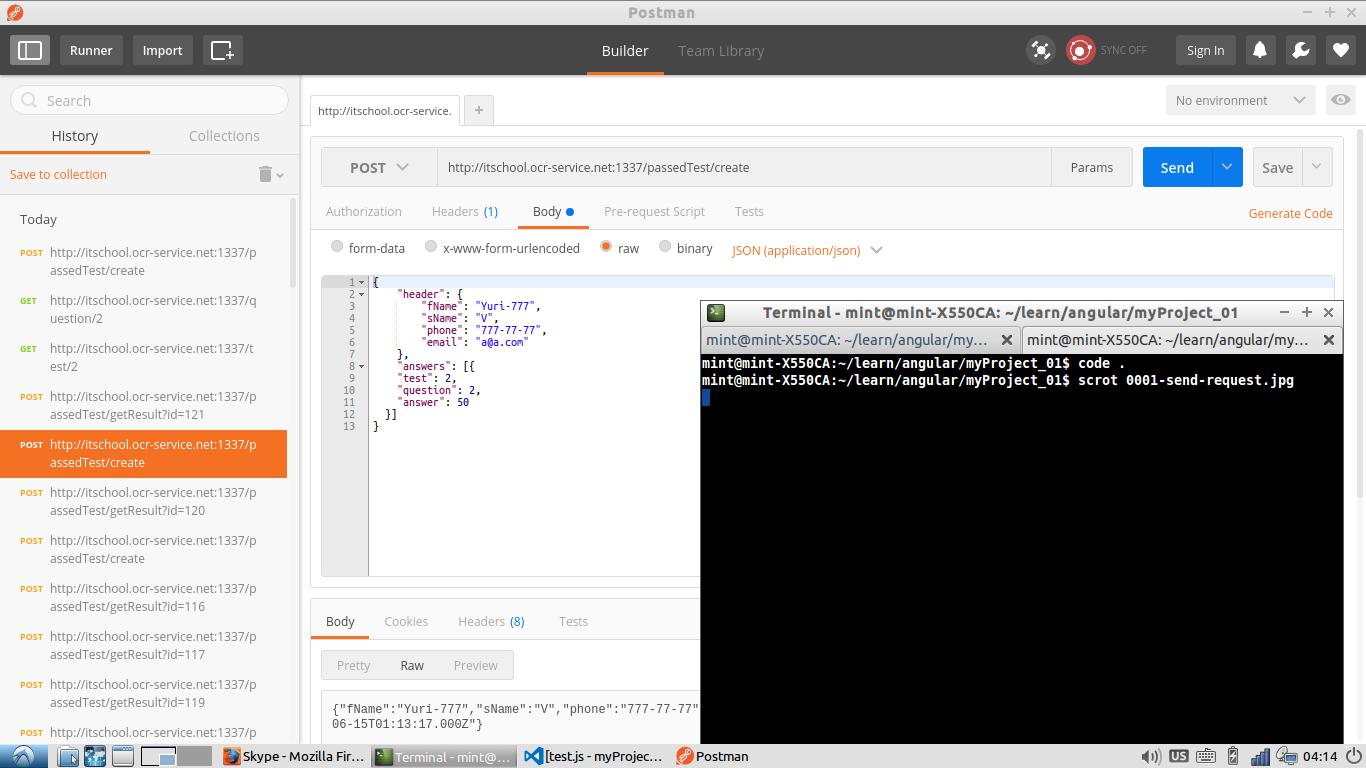 Postman
Runner
Import
Builder
Team Library
SYNC OFF
Sign In
Search
History
Collections
Save to collection
Today
POST http://itschool.ocr-service.net:1337/p
assedTest/create
GET http://itschool.ocr-service.net:1337/q
uestion/2
GET http://itschool.ocr-service.net:1337/t
est/2
POST http://itschool.ocr-service.net:1337/p
assedTest/getResult?id=121
POST http://itschool.ocr-service.net:1337/p
assedTest/create
POST http://itschool.ocr-service.net:1337/p
assedTest/getResult?id=120
POST http://itschool.ocr-service.net:1337/p
assedTest/create
POST http://itschool.ocr-service.net:1337/p
assedTest/getResult?id=116
POST http://itschool.ocr-service.net:1337/p
assedTest/getResult?id=117
POST http://itschool.ocr-service.net:1337/p
assedTest/getResult?id=119
POST http://itschool.ocr-service.net:1337/p
http://itschool.ocr-service.
+
No environment
POST
http://itschool.ocr-service.net:1337/passedTest/create
Params
Send
Save
Authorization
Headers (1)
Body
Pre-request Script
Tests
Generate Code
form-data
x-www-form-urlencoded
raw
binary
JSON (application/json)
1 {
2 "header": {
3 "fName": "Yuri-777",
4 "sName": "V",
5 "phone": "777-77-77",
6 "email": "a@a.com"
7 },
8 "answers": [{
9 "test": 2,
10 "question": 2,
11 "answer": 50
12 }]
13 }
Body
Cookies
Headers (8)
Tests
Pretty
Raw
Preview
{"fName":"Yuri-777","sName":"V","phone":"777-77-77"
06-15T01:13:17.000Z"}
Terminal - mint@mint-X550CA: ~/learn/angular/myProject_01
mint@mint-X550CA: ~/learn/angular/my...
mint@mint-X550CA: ~/learn/angular/my...
mint@mint-X550CA:~/learn/angular/myProject_01$ code .
mint@mint-X550CA:~/learn/angular/myProject_01$ scrot 0001-send-request.jpg
Skype - Mozilla Fir...
Terminal - mint@...
[test.js - myProjec...
Postman
US
04:14